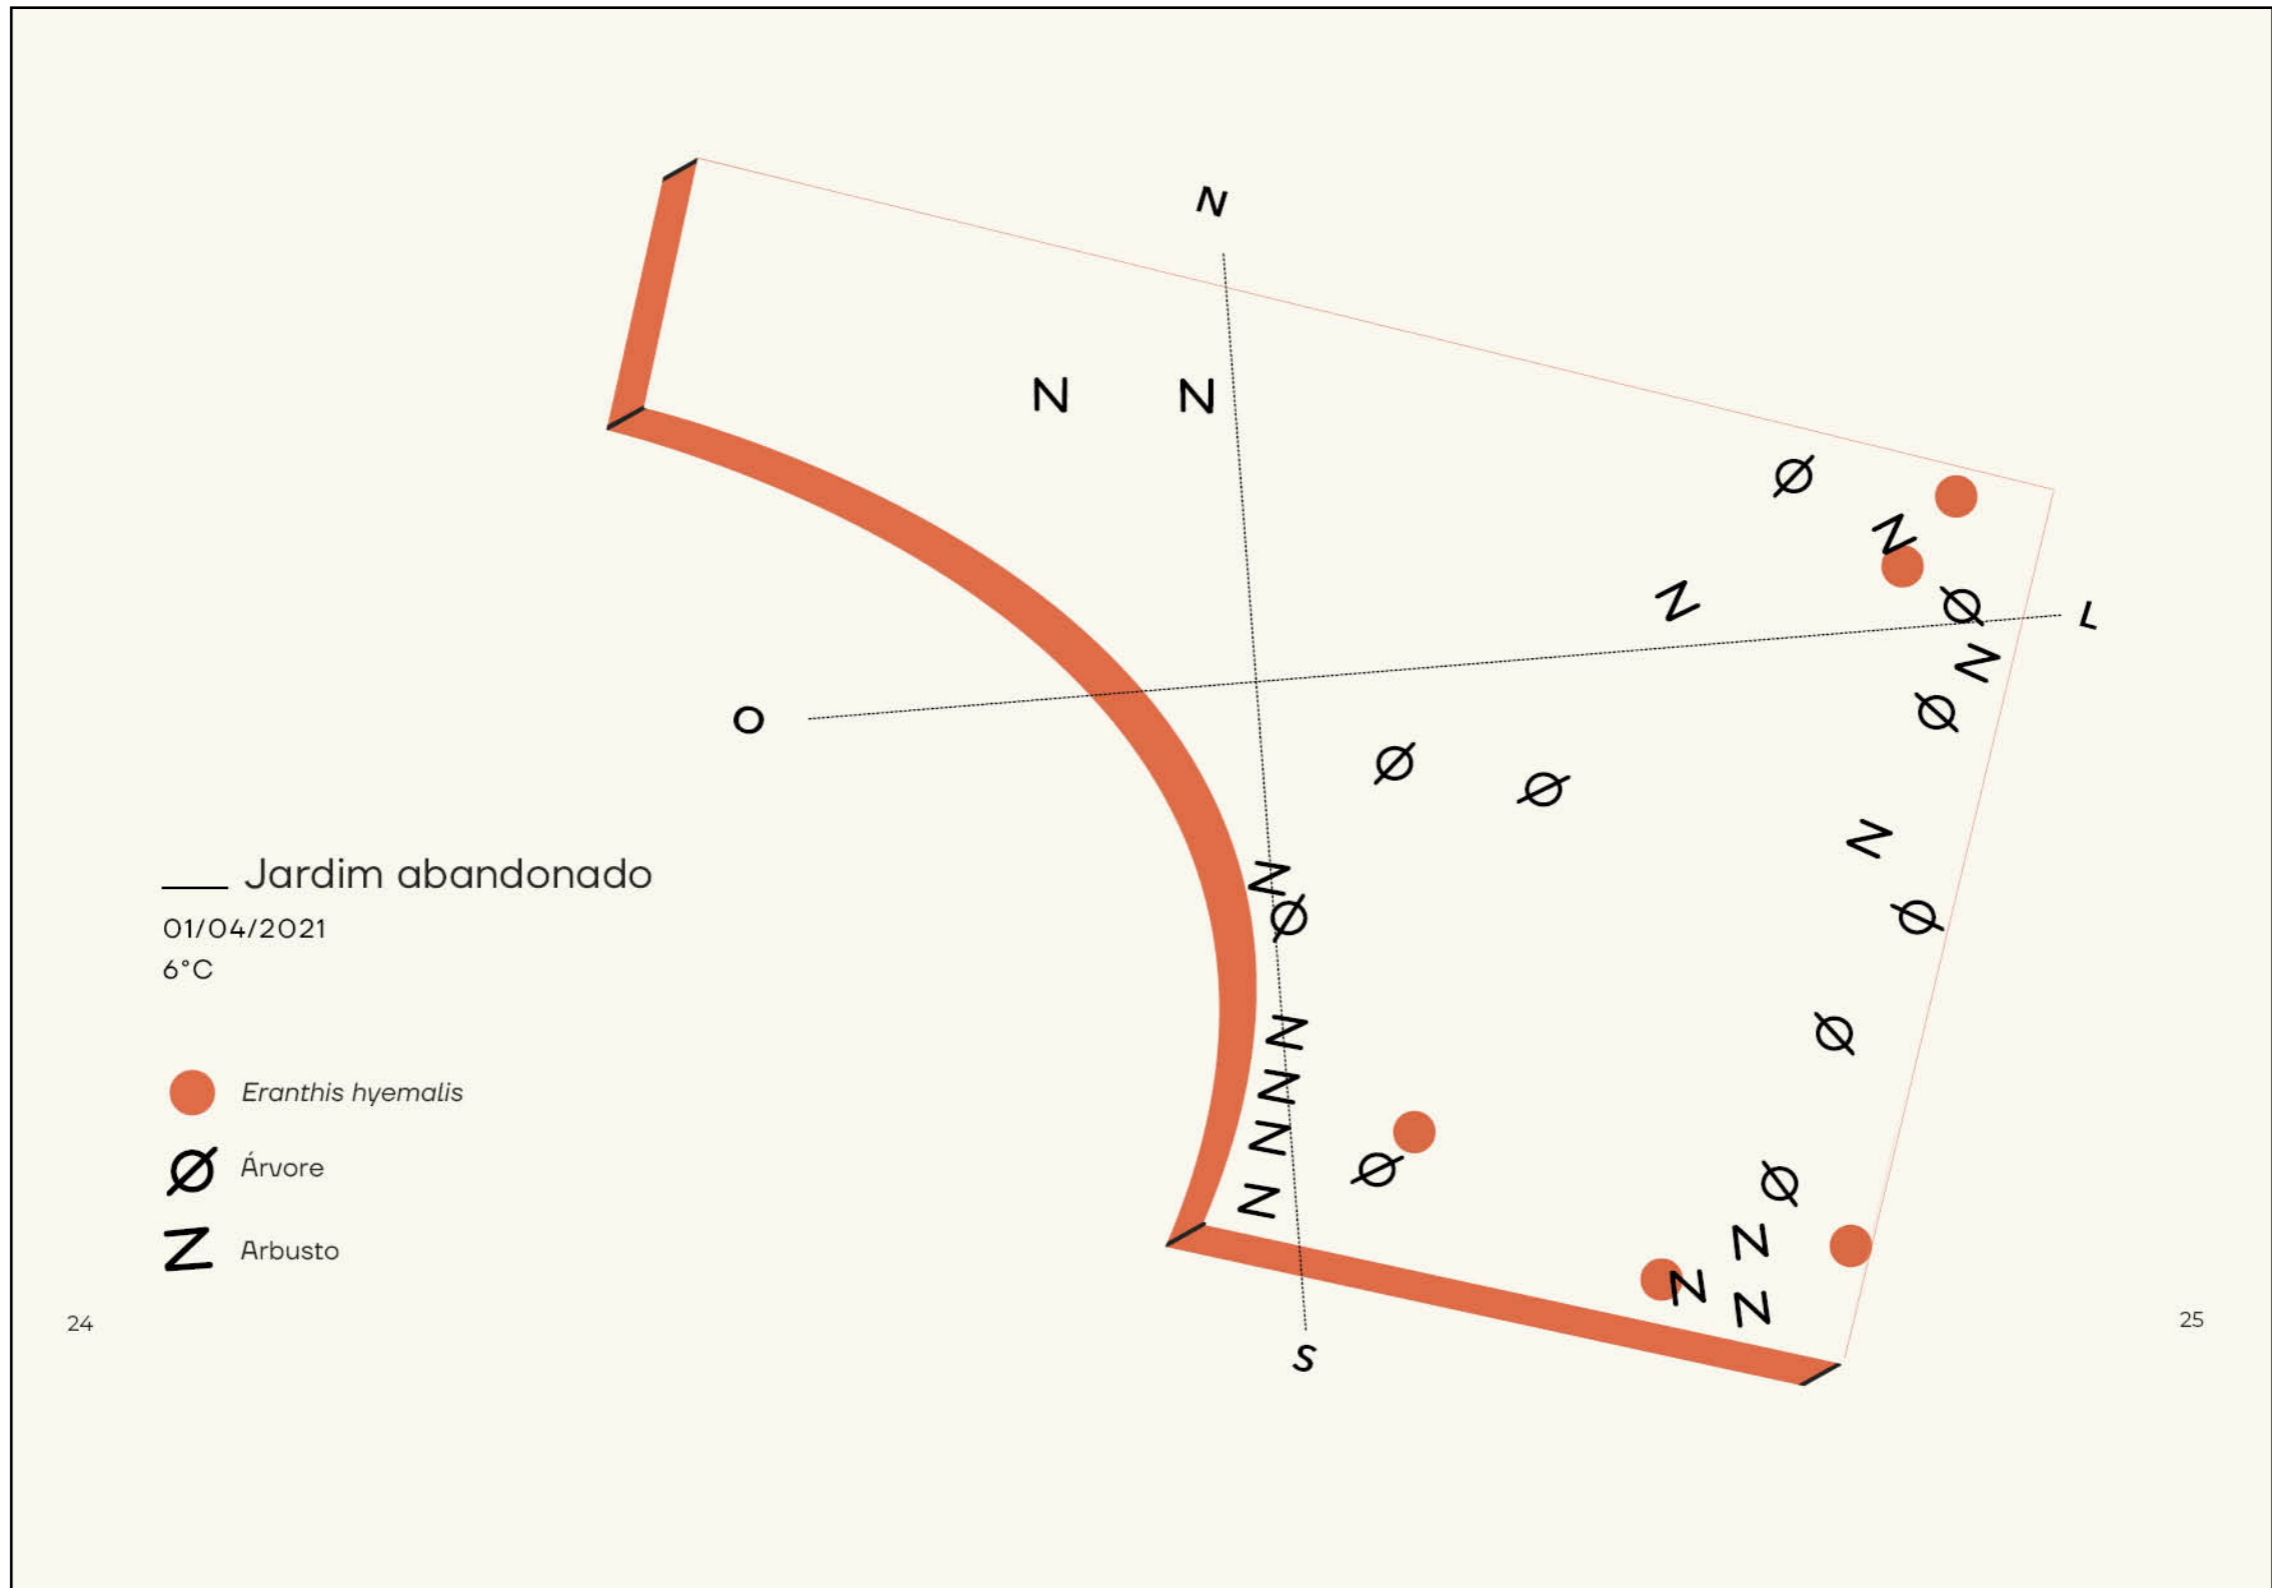 N
O
L
S
Jardim abandonado
01/04/2021
6°C
Eranthis hyemalis
Árvore
Arbusto
24
25